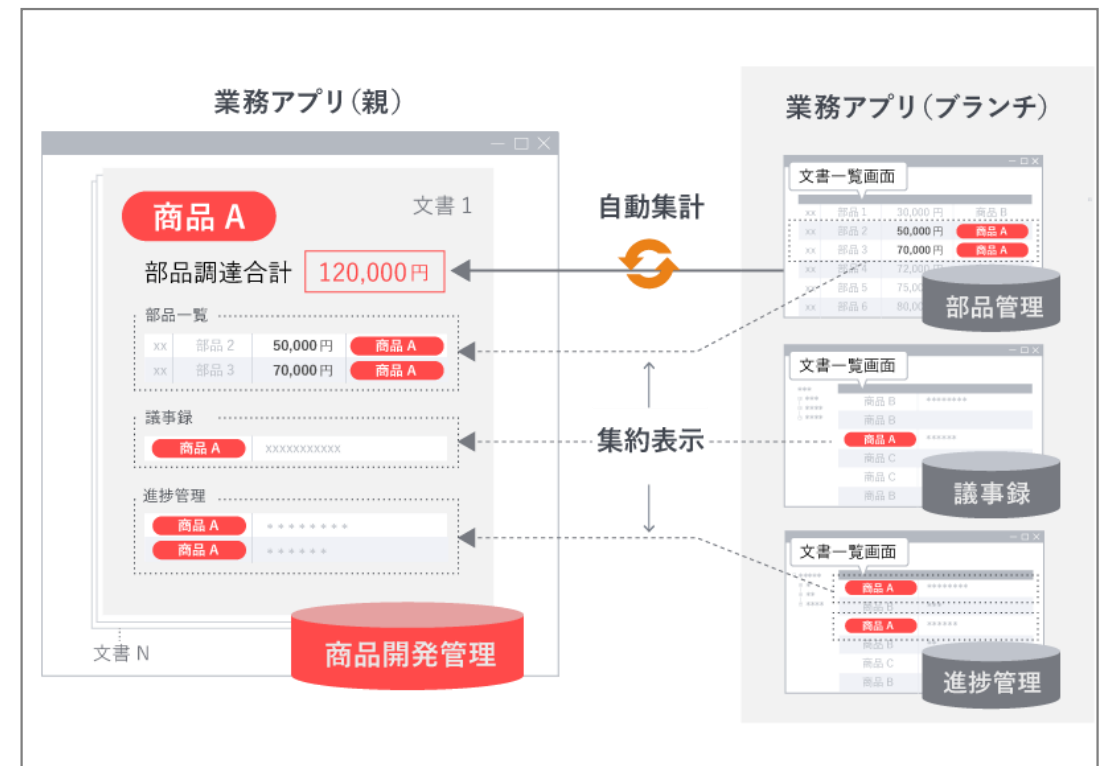 業務アプリ（親）
文書 1
商品 A
部品調達合計 120,000円
部品一覧
xx 部品 2 50,000円 商品 A
xx 部品 3 70,000円 商品 A
議事録
商品 A xxxxxxxxxxx
進捗管理
商品 A ＊＊＊＊＊＊＊＊
商品 A ＊＊＊＊＊＊
文書 N
商品開発管理
自動集計
集約表示
業務アプリ（ブランチ）
文書一覧画面
xx 部品 1 30,000 円 商品 B
xx 部品 2 50,000円 商品 A
xx 部品 3 70,000円 商品 A
xx 部品 4 72,000 円
xx 部品 5 75,00
xx 部品 6 80,00
部品管理
文書一覧画面
*** 
商品 B ********
商品 B
商品 A ******
商品 C
商品 C
商品 B
議事録
文書一覧画面
商品 A ********
商品 B ***
商品 A ******
商品 B **
商品 C
商品 B
進捗管理